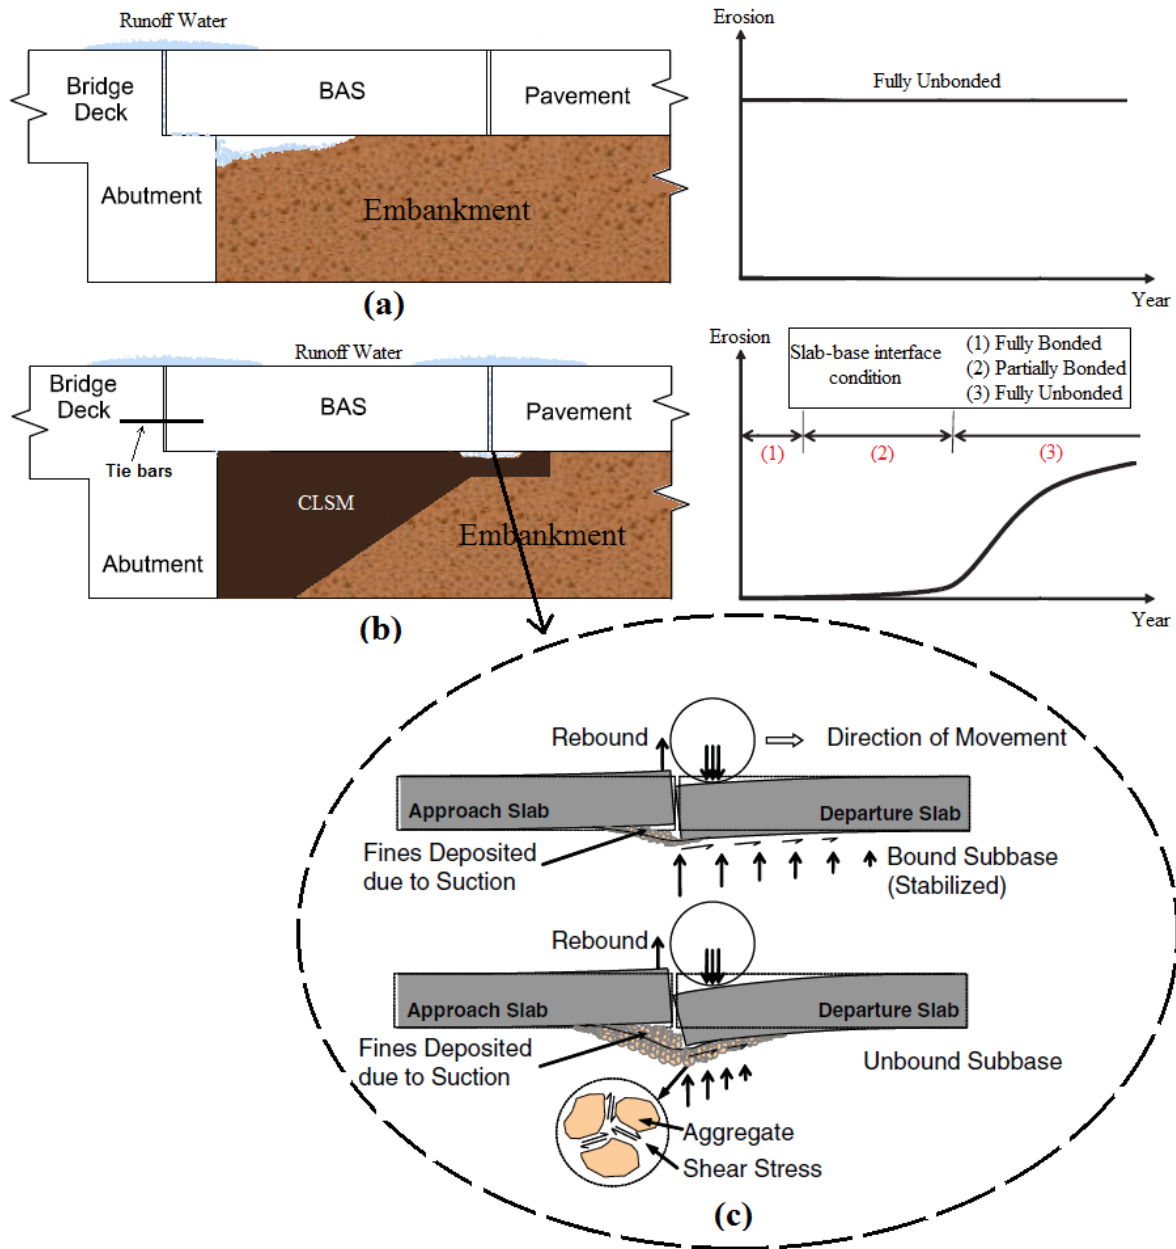 Runoff Water
Bridge
Deck
BAS
Pavement
Abutment
Embankment
(a)
Erosion
Fully Unbonded
Year
Runoff Water
Bridge
Deck
BAS
Pavement
Tie bars
CLSM
Embankment
Abutment
(b)
Erosion
Slab-base interface
condition
(1) Fully Bonded
(2) Partially Bonded
(3) Fully Unbonded
(1)
(2)
(3)
Year
Rebound
Direction of Movement
Approach Slab
Departure Slab
Fines Deposited
due to Suction
Bound Subbase
(Stabilized)
Rebound
Approach Slab
Departure Slab
Fines Deposited
due to Suction
Unbound Subbase
Aggregate
Shear Stress
(c)